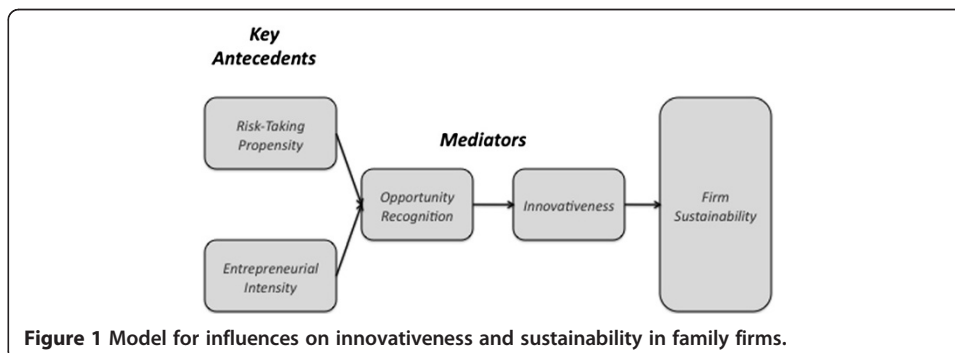 Key
Antecedents
Risk-Taking
Propensity
Mediators
Opportunity
Recognition
Innovativeness
Firm
Sustainability
Entrepreneurial
Intensity
Figure 1 Model for influences on innovativeness and sustainability in family firms.